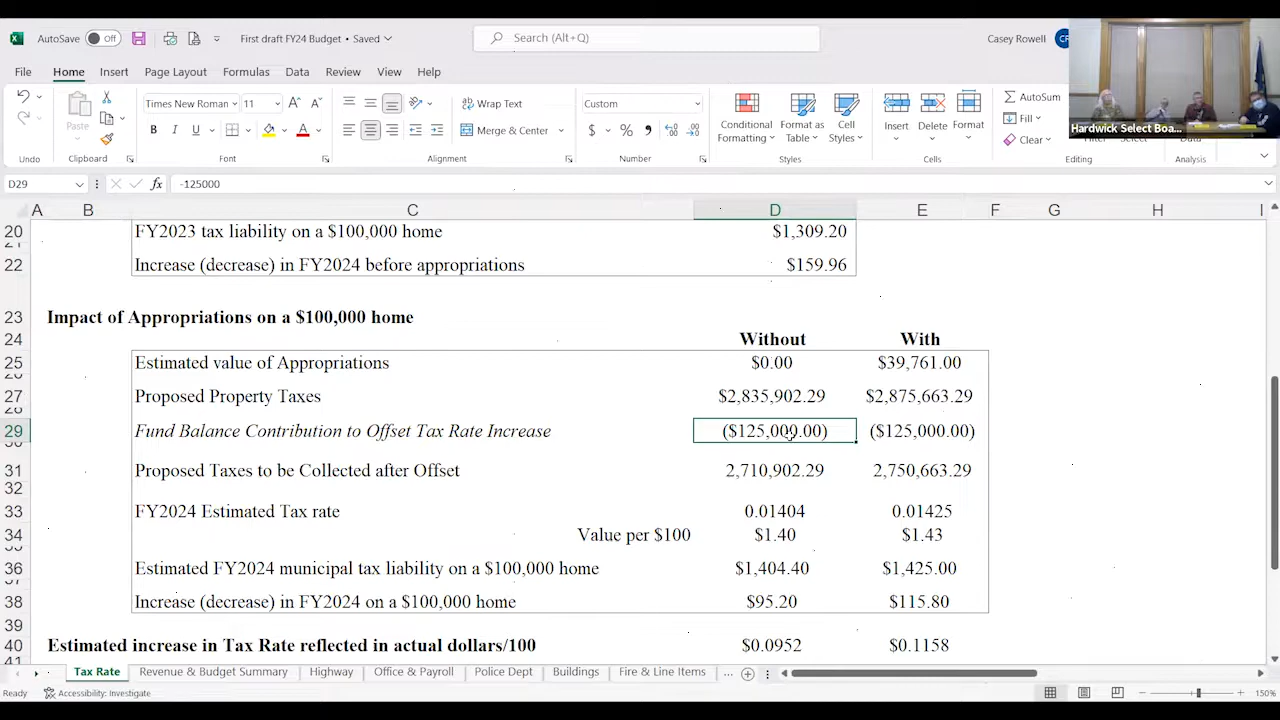 AutoSave Off First draft FY24 Budget • Saved Search (Alt+Q) Casey Rowell CR
File Home Insert Page Layout Formulas Data Review View Help
Times New Roman 11 Wrap Text Custom AutoSum
Paste Conditional Format as Cell Insert Delete Format Fill
B I U Merge & Center $ % Formatting Table Styles Clear
Undo Clipboard Font Alignment Number Styles Cells Editing Analysis
Hardwick Select Boa...
D29 fx -125000
A B C D E F G H I
20 FY2023 tax liability on a $100,000 home $1,309.20
22 Increase (decrease) in FY2024 before appropriations $159.96
23 Impact of Appropriations on a $100,000 home
24 Without With
25 Estimated value of Appropriations $0.00 $39,761.00
27 Proposed Property Taxes $2,835,902.29 $2,875,663.29
29 Fund Balance Contribution to Offset Tax Rate Increase ($125,000.00) ($125,000.00)
31 Proposed Taxes to be Collected after Offset 2,710,902.29 2,750,663.29
32
33 FY2024 Estimated Tax rate 0.01404 0.01425
34 Value per $100 $1.40 $1.43
36 Estimated FY2024 municipal tax liability on a $100,000 home $1,404.40 $1,425.00
38 Increase (decrease) in FY2024 on a $100,000 home $95.20 $115.80
39
40 Estimated increase in Tax Rate reflected in actual dollars/100 $0.0952 $0.1158
41
Tax Rate Revenue & Budget Summary Highway Office & Payroll Police Dept Buildings Fire & Line Items ...
Ready Accessibility: Investigate 150%